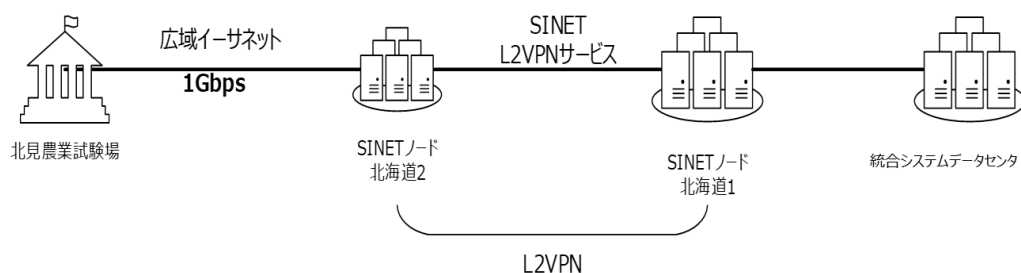 広域イーサネット
1Gbps
SINET
L2VPNサービス
北見農業試験場
SINETノード
北海道2
SINETノード
北海道1
統合システムデータセンタ
L2VPN